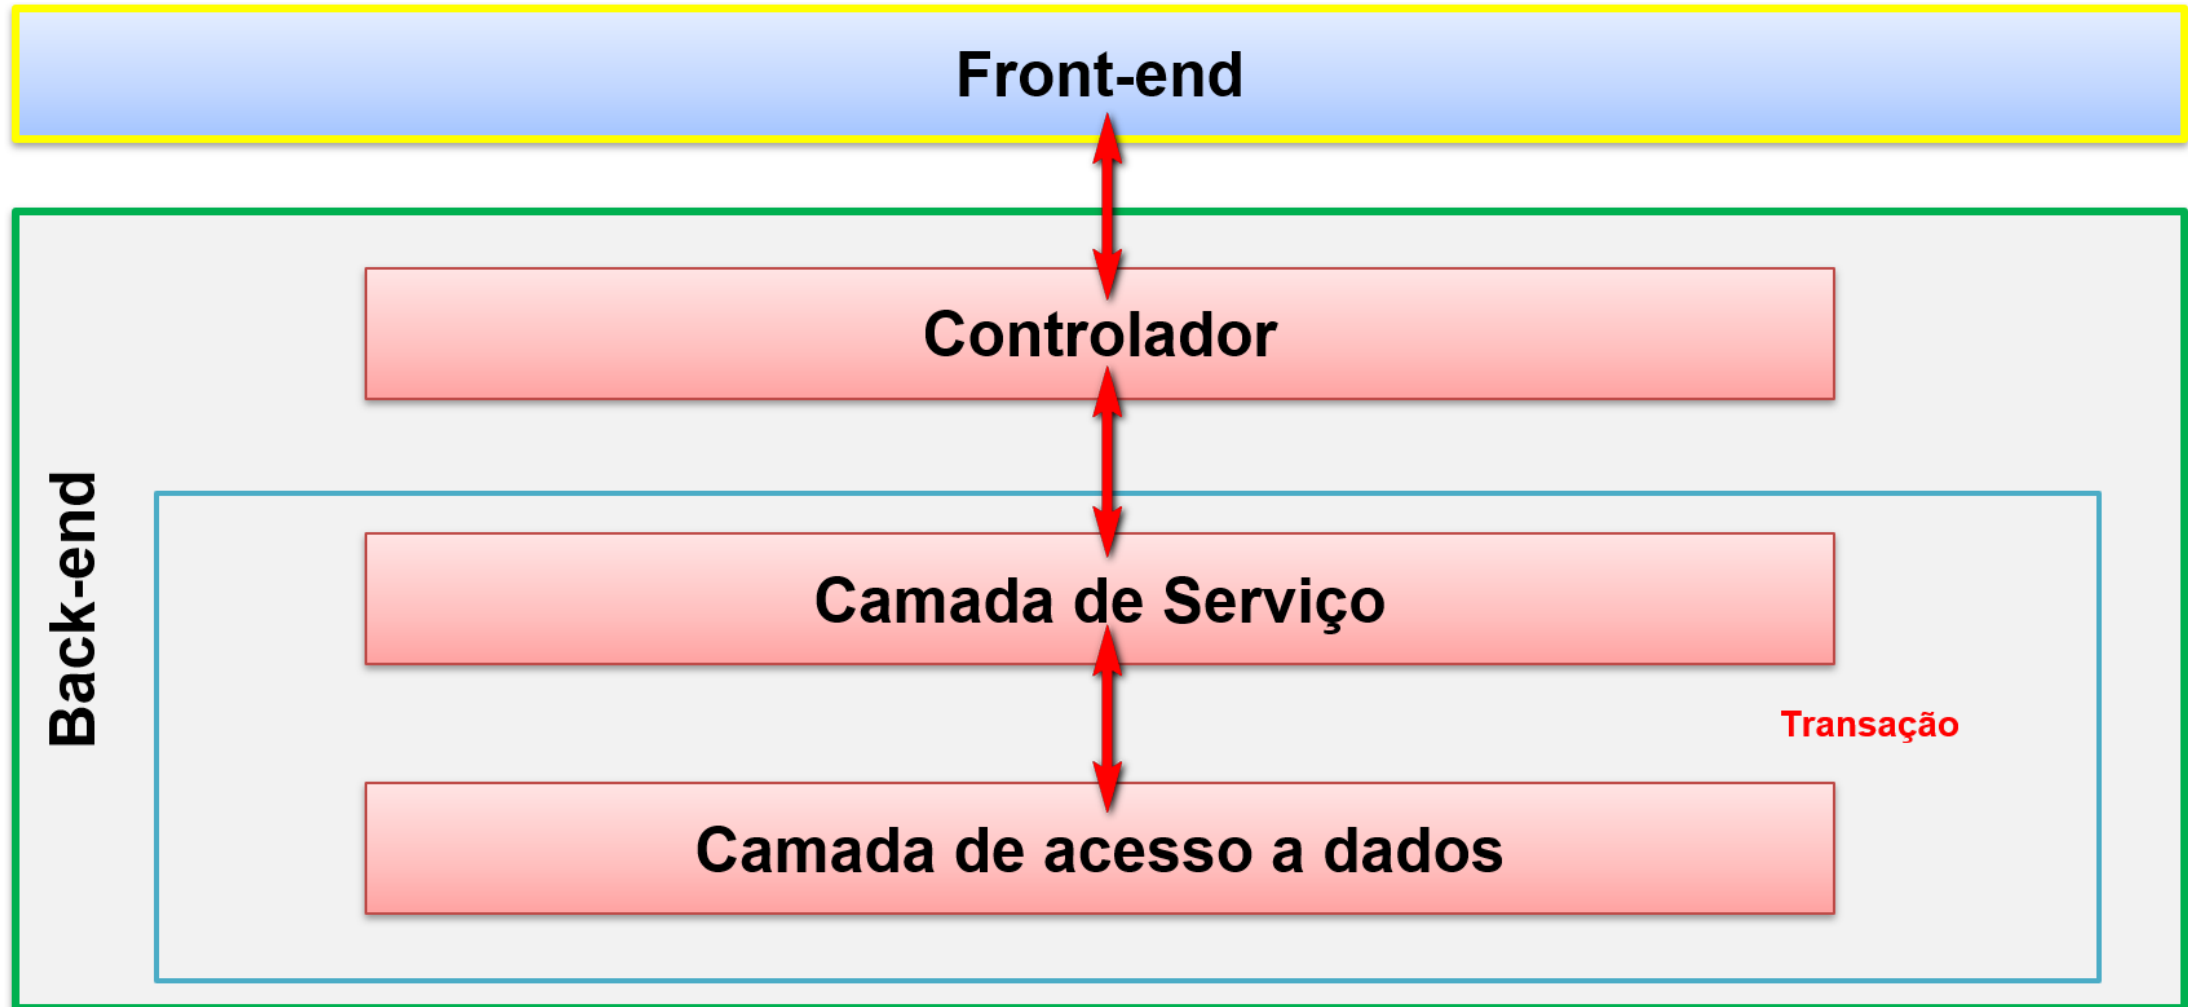 Front-end
Controlador
Back-end
Camada de Serviço
Transação
Camada de acesso a dados